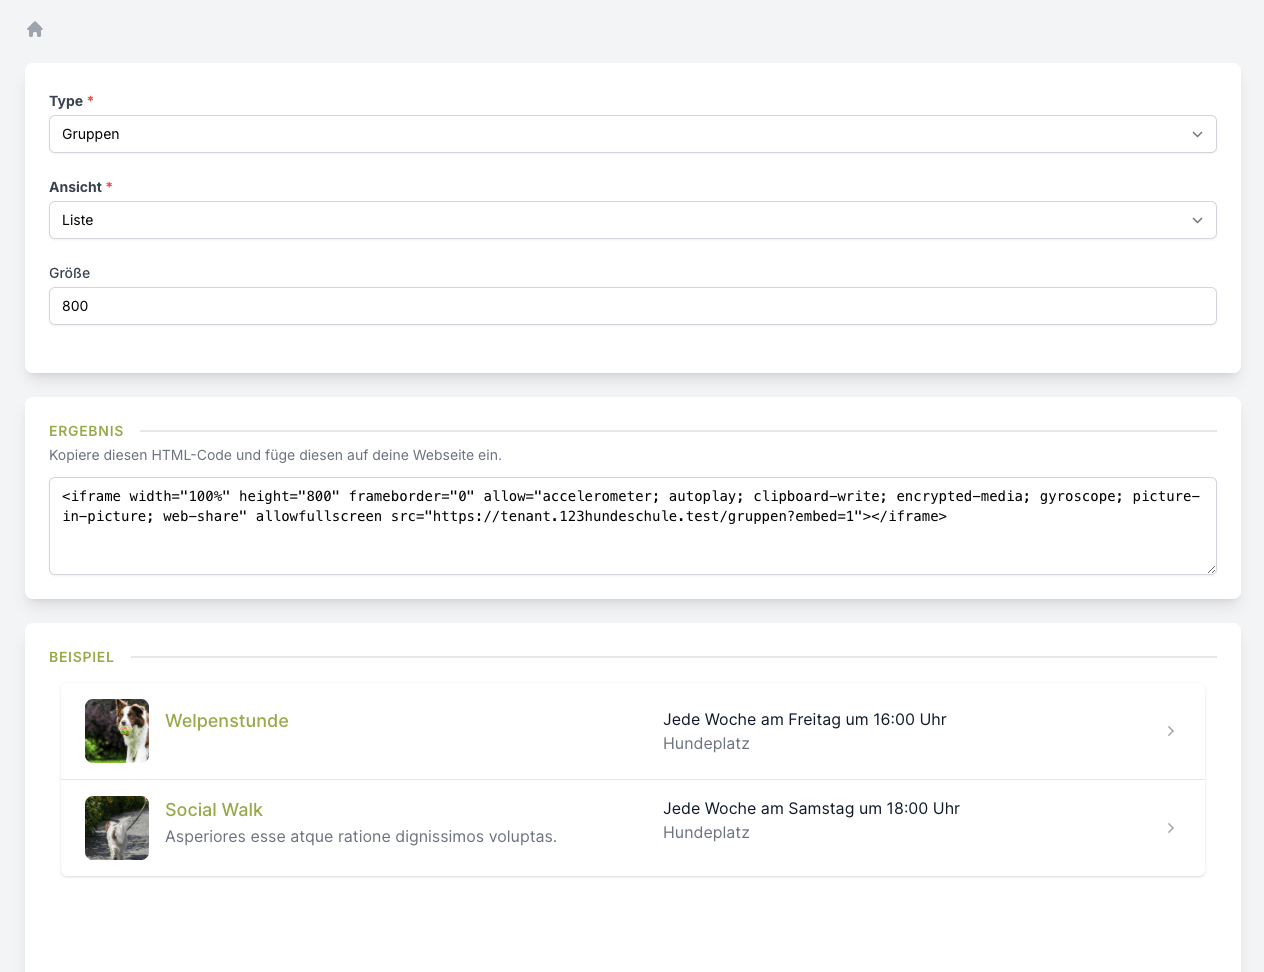 Type *
Gruppen
Ansicht *
Liste
Größe
800
ERGEBNIS
Kopiere diesen HTML-Code und füge diesen auf deine Webseite ein.
<iframe width="100%" height="800" frameborder="0" allow="accelerometer; autoplay; clipboard-write; encrypted-media; gyroscope; picture-
in-picture; web-share" allowfullscreen src="https://tenant.123hundeschule.test/gruppen?embed=1"></iframe>
BEISPIEL
Welpenstunde
Jede Woche am Freitag um 16:00 Uhr
Hundeplatz
Social Walk
Asperiores esse atque ratione dignissimos voluptas.
Jede Woche am Samstag um 18:00 Uhr
Hundeplatz